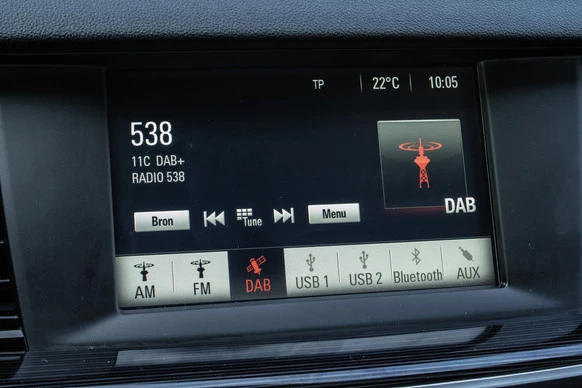 TP 22°C 10:05
538
11C DAB+
RADIO 538
DAB
Bron Tune Menu
AM FM DAB USB 1 USB 2 Bluetooth AUX